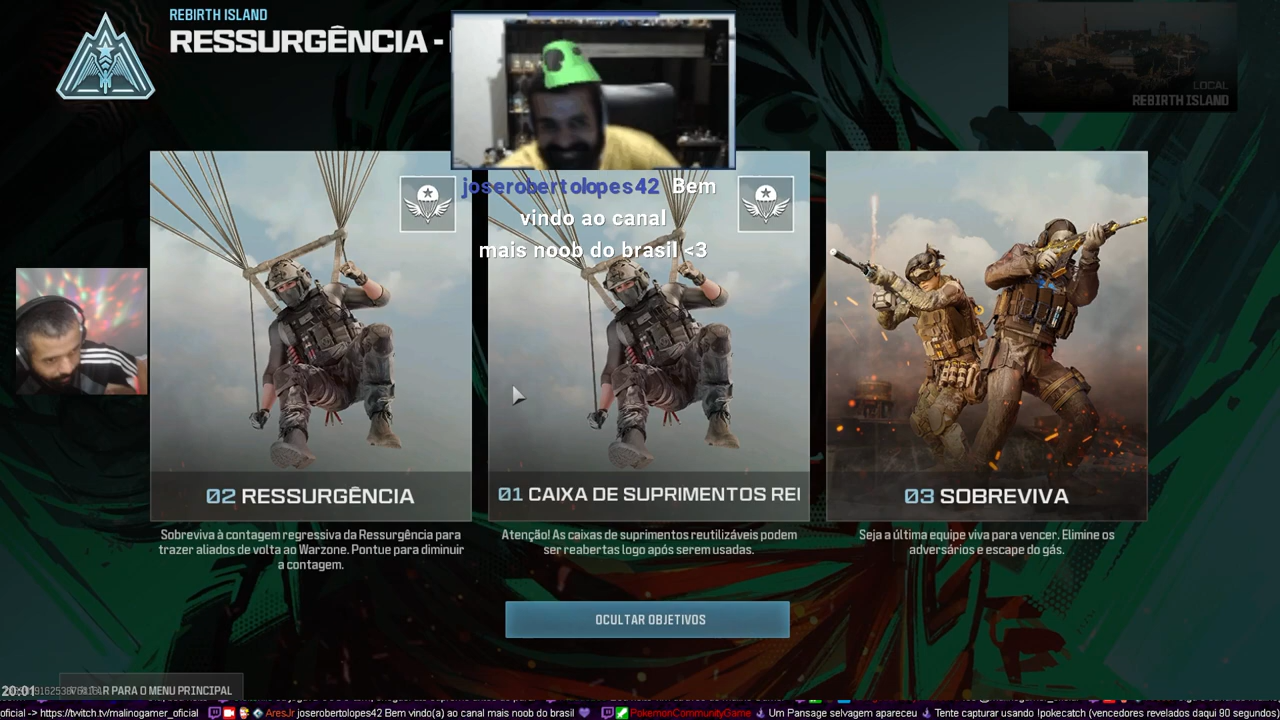 REBIRTH ISLAND
RESSURGÊNCIA -
LOCAL
REBIRTH ISLAND
joserobertolopes42 Bem
vindo ao canal
mais noob do brasil <3
02 RESSURGÊNCIA
Sobreviva à contagem regressiva da Ressurgência para
trazer aliados de volta ao Warzone. Pontue para diminuir
a contagem.
01 CAIXA DE SUPRIMENTOS REI
Atenção! As caixas de suprimentos reutilizáveis podem
ser reabertas logo após serem usadas.
03 SOBREVIVA
Seja a última equipe viva para vencer. Elimine os
adversários e escape do gás.
OCULTAR OBJETIVOS
20:01
R PARA O MENU PRINCIPAL
oficial -> https://twitch.tv/malinogamer_oficial AresJr joserobertolopes42 Bem vindo(a) ao canal mais noob do brasil 💜 PokemonCommunityGame Um Pansage selvagem apareceu Tente capturar usando !pokecatch (vencedores revelados daqui 90 segundos)